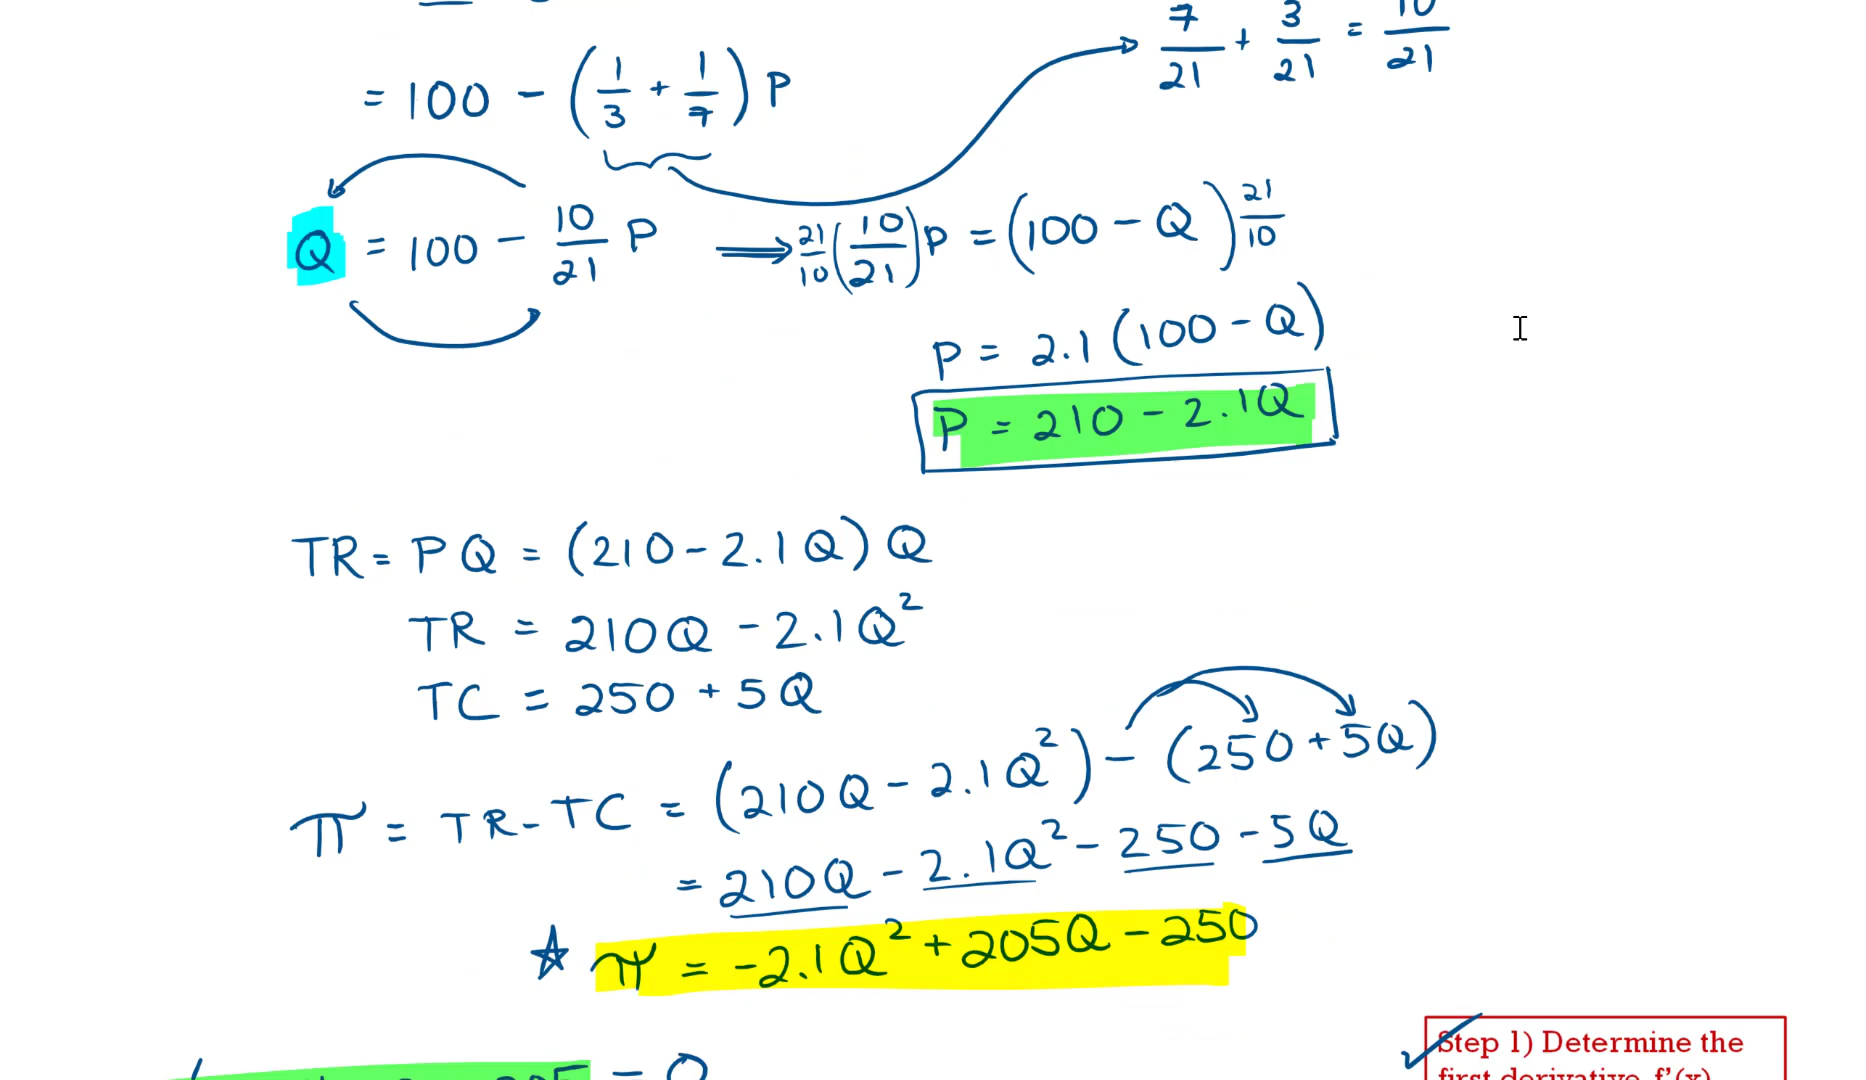 7/21 + 3/21 = 10/21
= 100 - (1/3 + 1/7) P
Q = 100 - 10/21 P ⟹ 21/10 (10/21) P = (100 - Q) 21/10
P = 2.1 (100 - Q)
P = 210 - 2.1Q
TR = PQ = (210 - 2.1Q) Q
TR = 210Q - 2.1Q²
TC = 250 + 5Q
π = TR - TC = (210Q - 2.1Q²) - (250 + 5Q)
= 210Q - 2.1Q² - 250 - 5Q
☆ π = -2.1Q² + 205Q - 250
Step 1) Determine the
first derivative, f'(x)
= 0